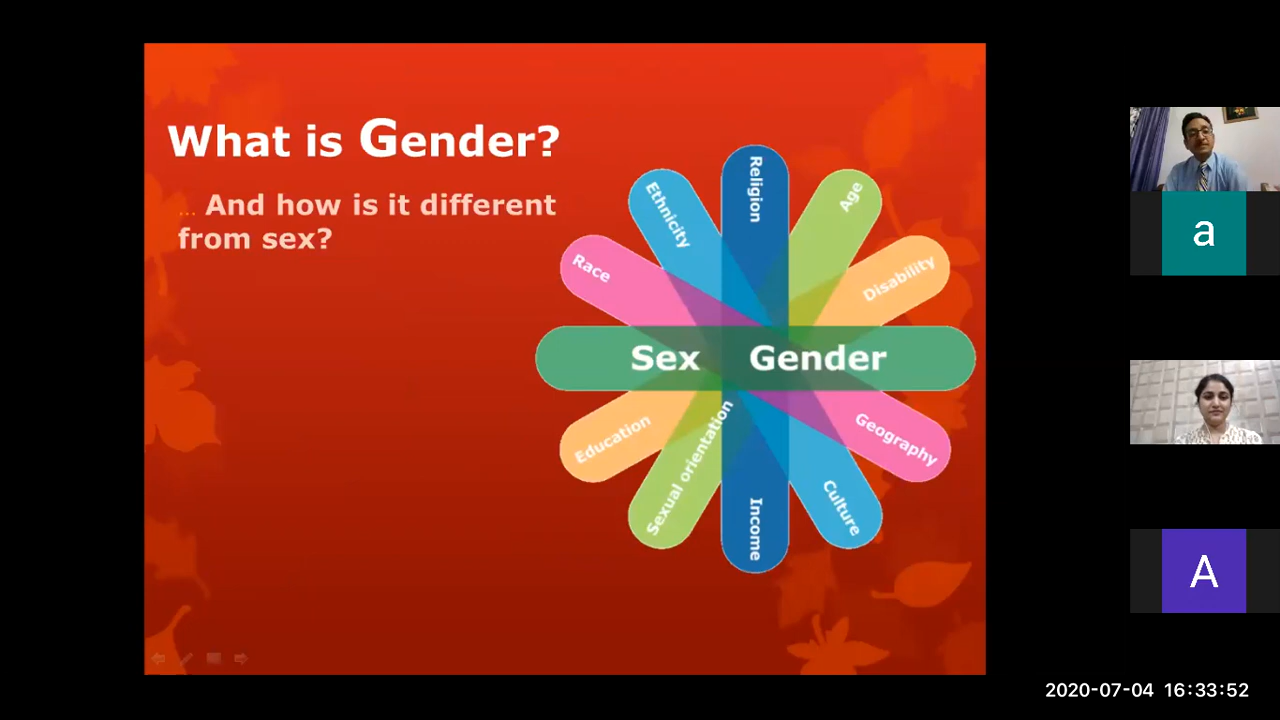 What is Gender?
... And how is it different
from sex?
Religion
Ethnicity
Age
Race
Disability
Sex Gender
Education
Geography
Sexual orientation
Culture
Income
a
A
2020-07-04 16:33:52